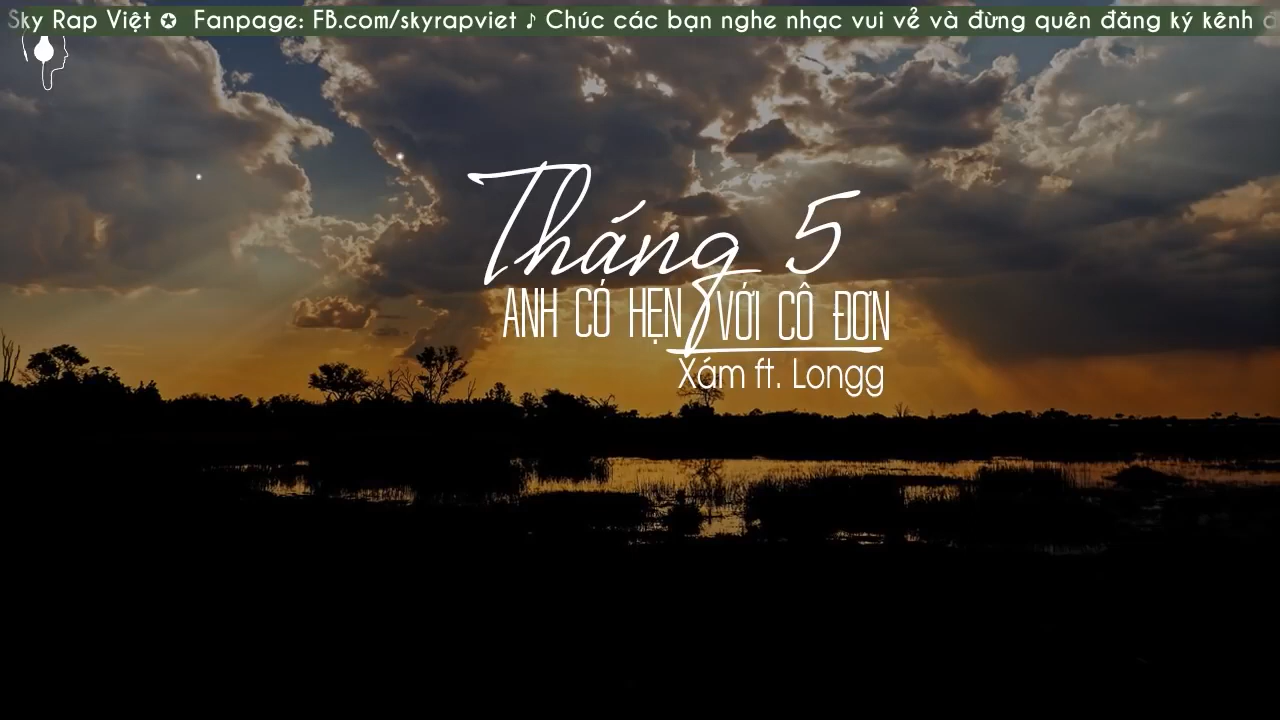 Sky Rap Việt ✪ Fanpage: FB.com/skyrapviet ♪ Chúc các bạn nghe nhạc vui vẻ và đừng quên đăng ký kênh
Tháng 5
ANH CÓ HẸN VỚI CÔ ĐƠN
Xám ft. Longg